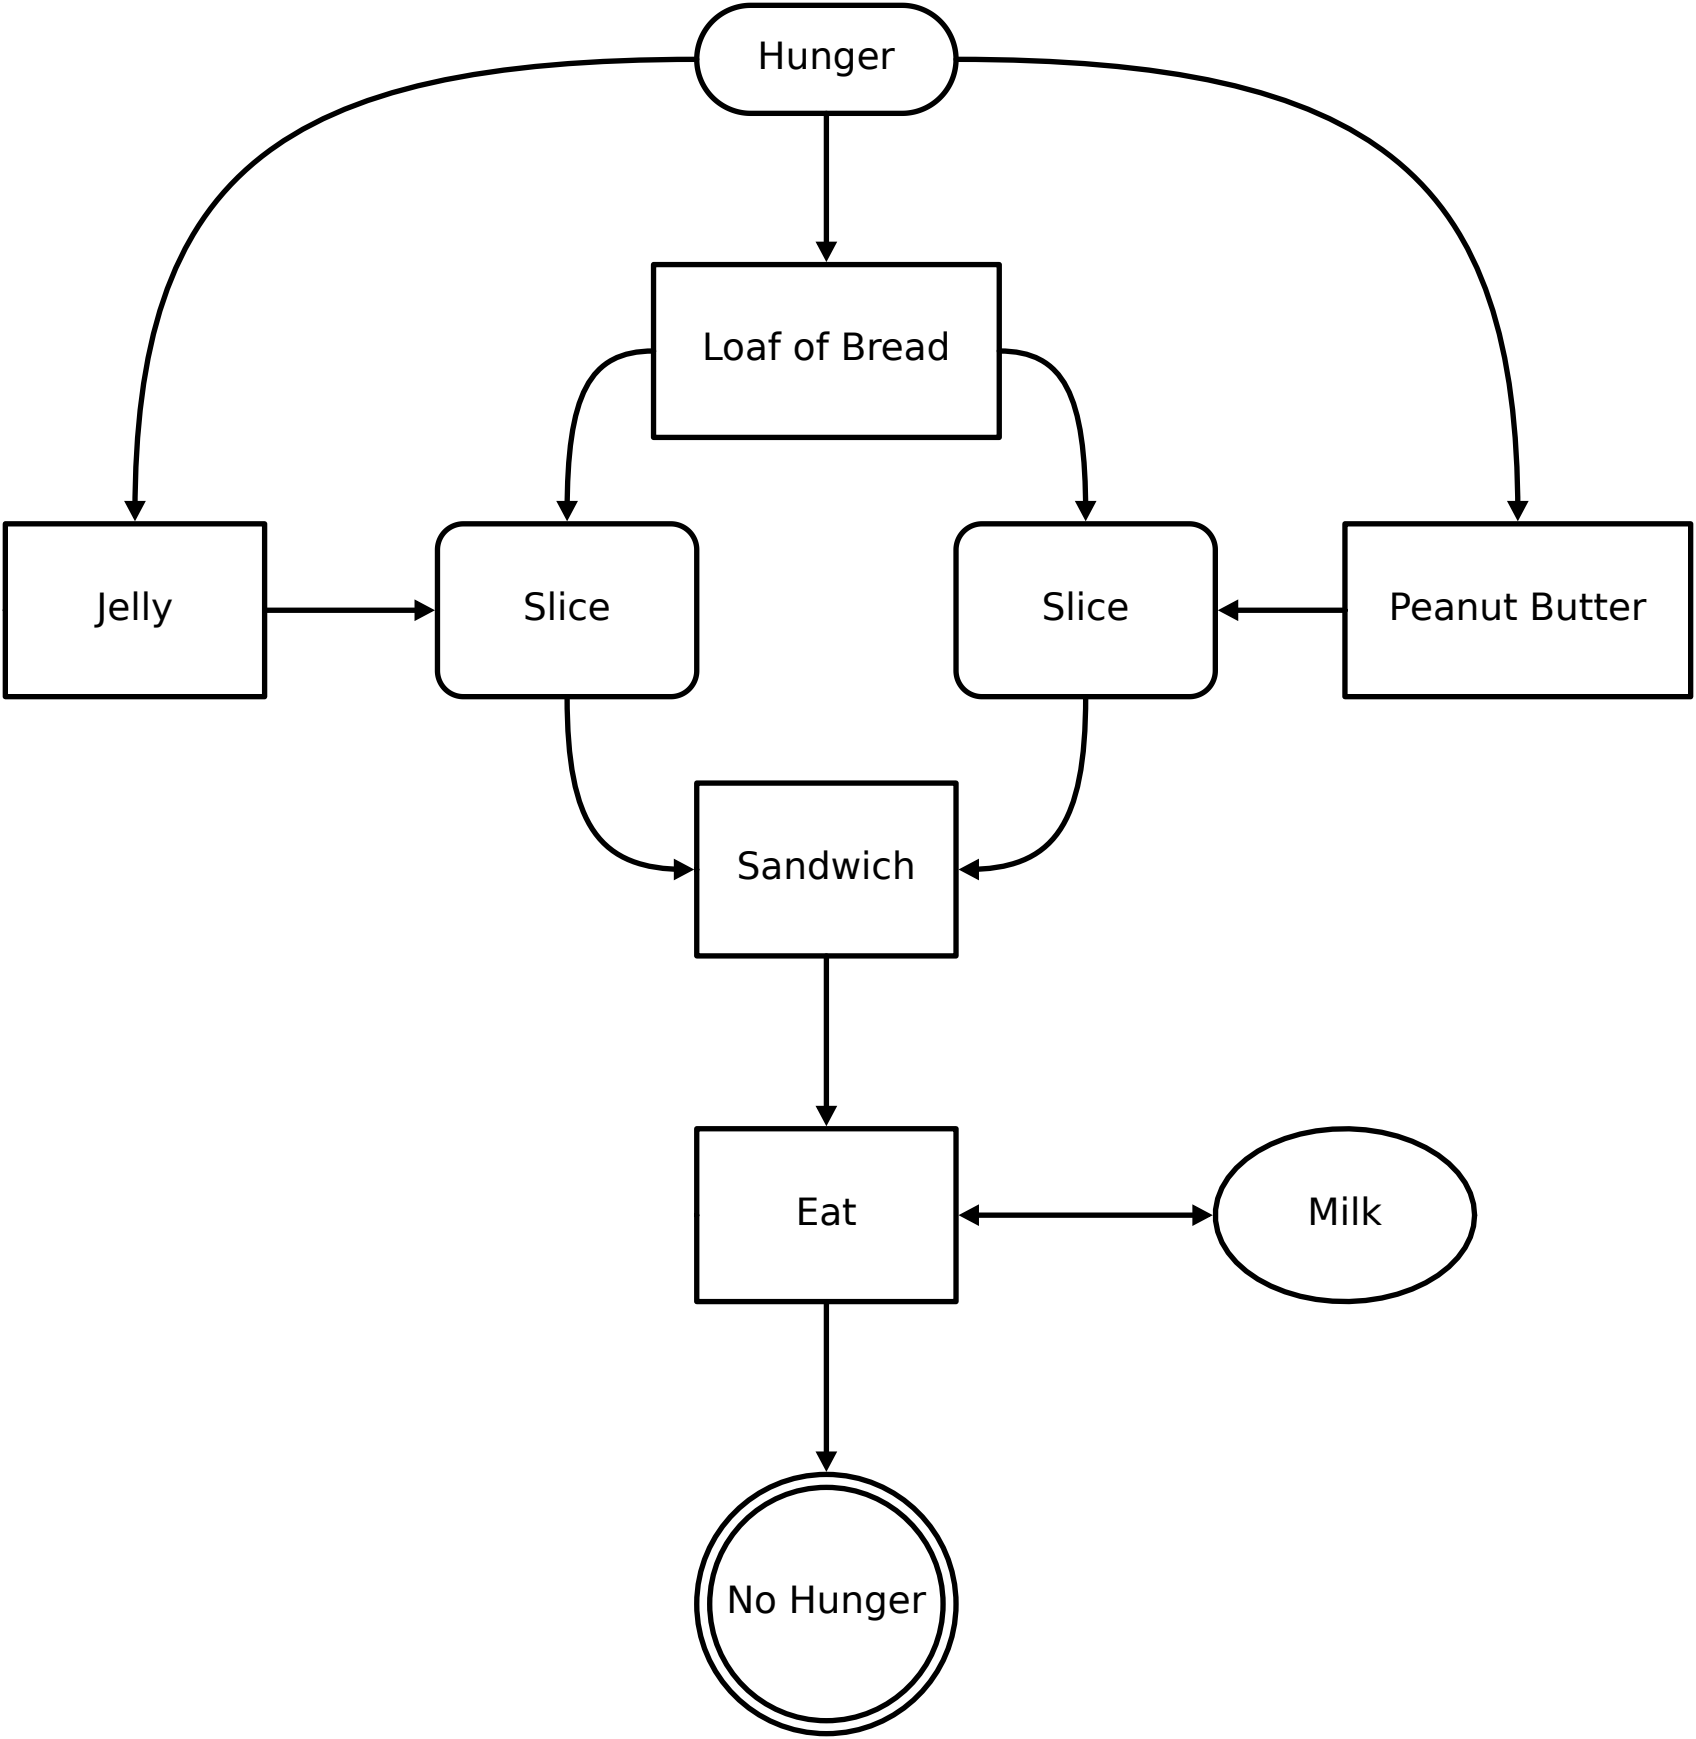 Hunger
Loaf of Bread
Jelly
Slice
Slice
Peanut Butter
Sandwich
Eat
Milk
No Hunger